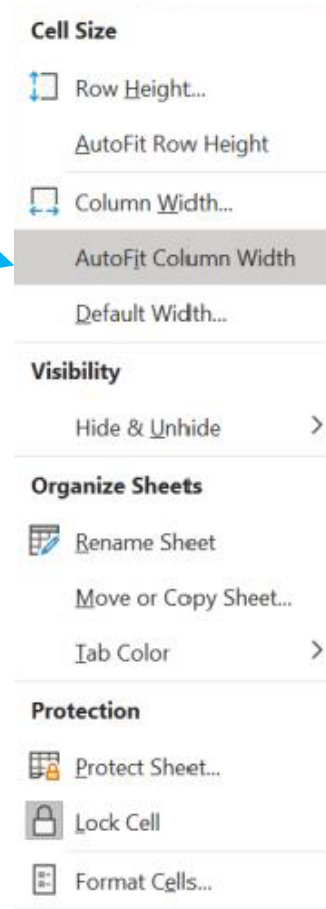 Cell Size
Row Height...
AutoFit Row Height
Column Width...
AutoFit Column Width
Default Width...
Visibility
Hide & Unhide
Organize Sheets
Rename Sheet
Move or Copy Sheet...
Tab Color
Protection
Protect Sheet...
Lock Cell
Format Cells...